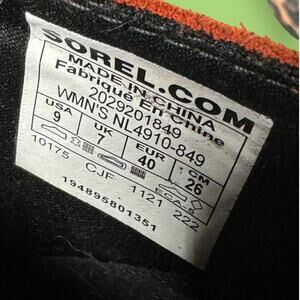 SOREL.COM
MADE IN CHINA
Fabriqué En Chine
2029201849
WMN'S NL4910-849
USA UK EUR CM
9 7 40 26
ECA-S V
10175 CJF 1121 222
194895801351